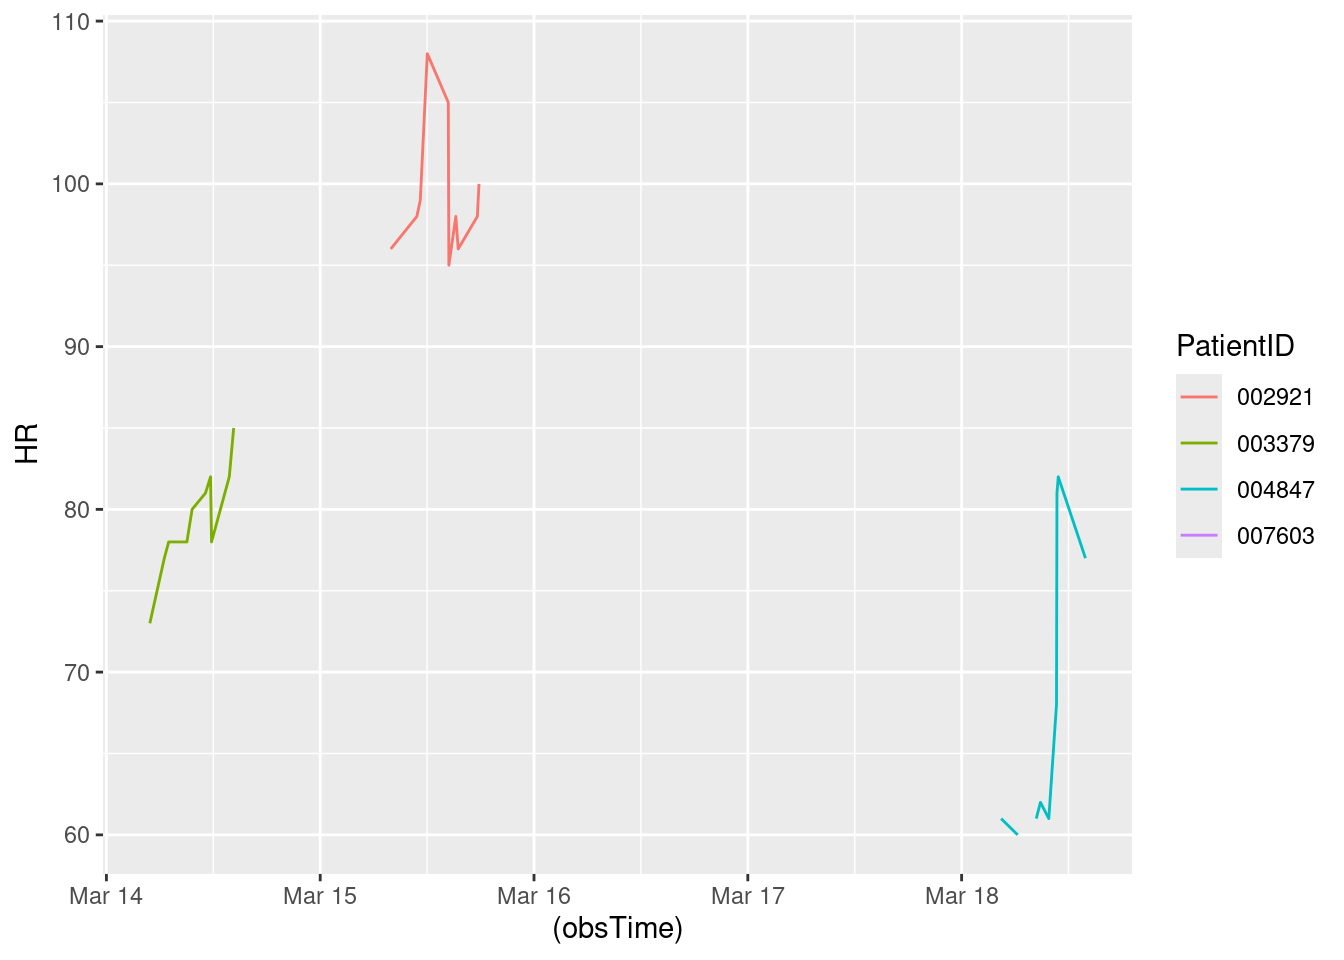 110
100
90
80
70
60
HR
Mar 14
Mar 15
Mar 16
Mar 17
Mar 18
(obsTime)
PatientID
002921
003379
004847
007603